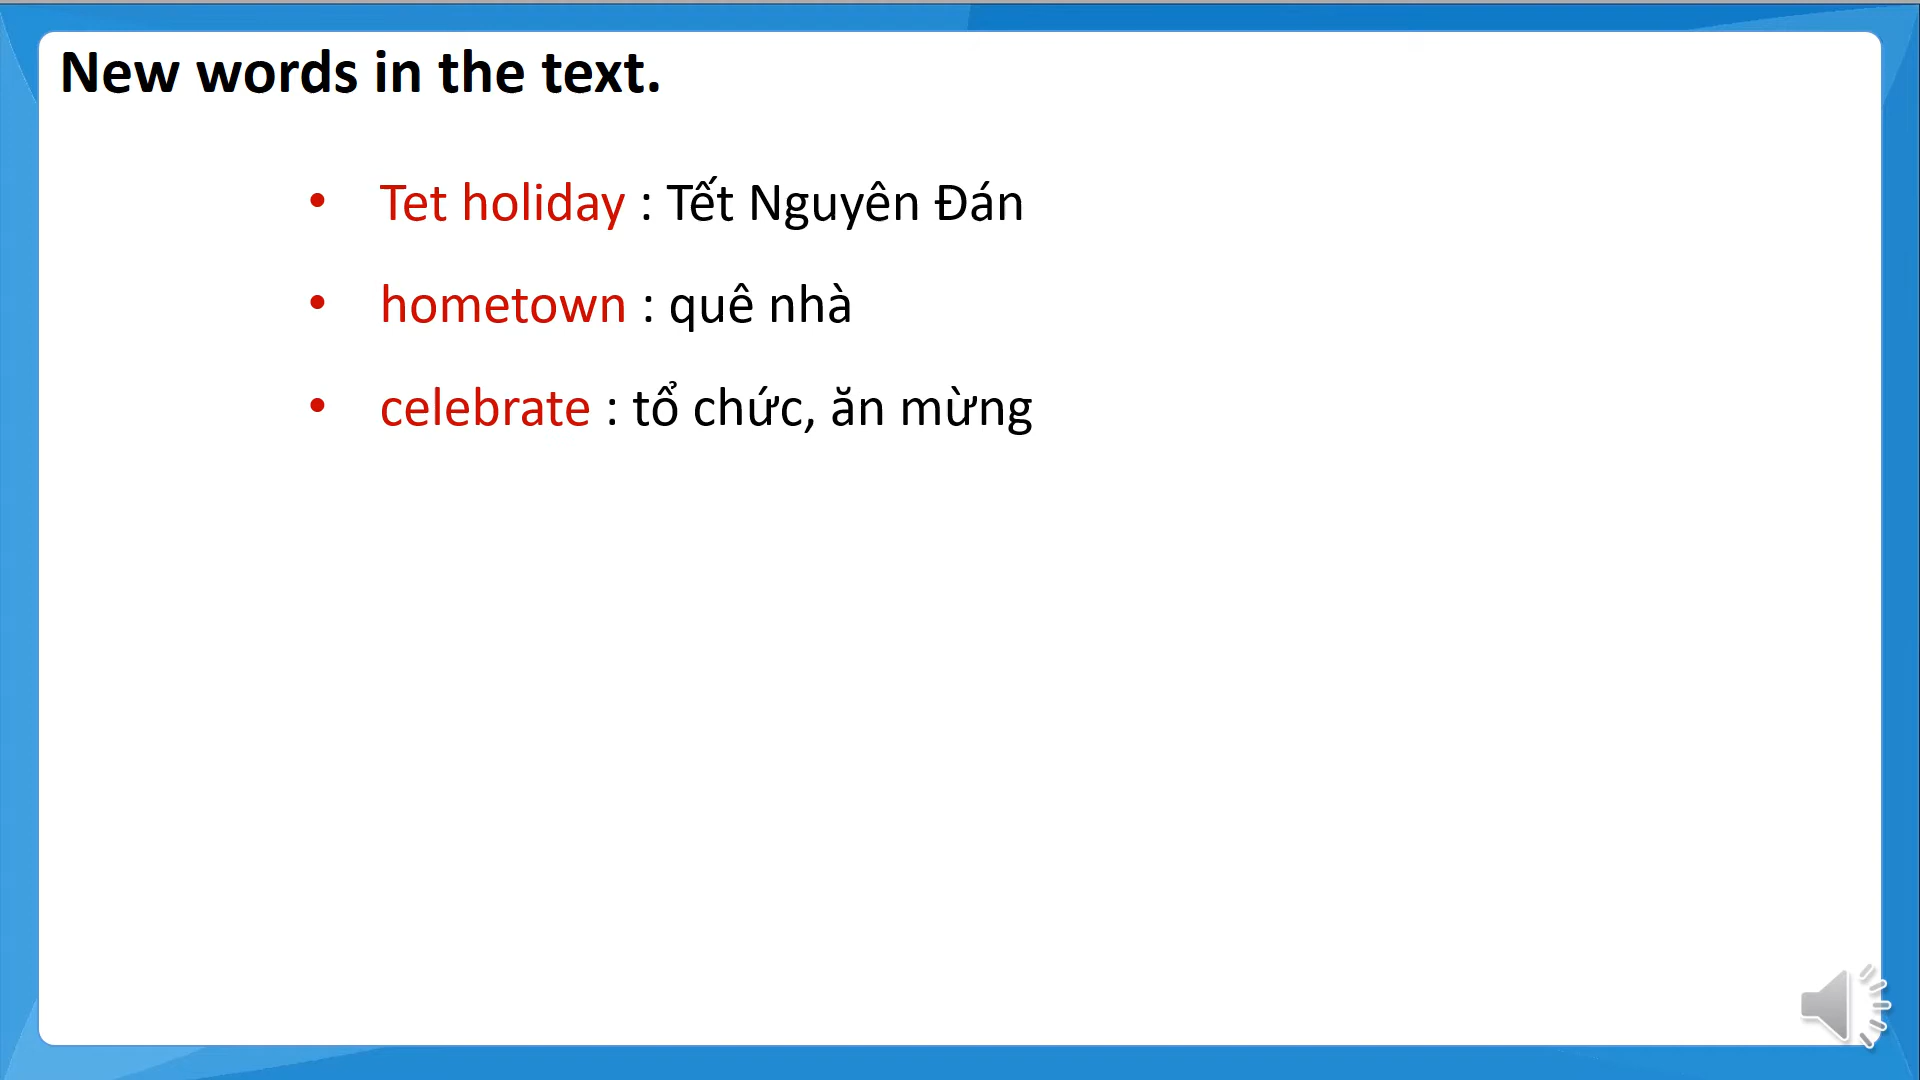 New words in the text.
• Tet holiday : Tết Nguyên Đán
• hometown : quê nhà
• celebrate : tổ chức, ăn mừng